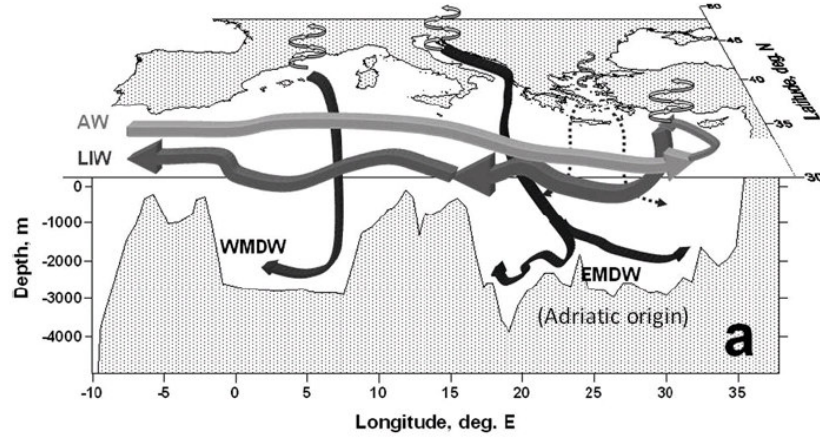 50
45
40
35
30
Latitude, deg. N
AW
LIW
0
-1000
-2000
-3000
-4000
Depth, m
WMDW
EMDW
(Adriatic origin)
a
-10 -5 0 5 10 15 20 25 30 35
Longitude, deg. E